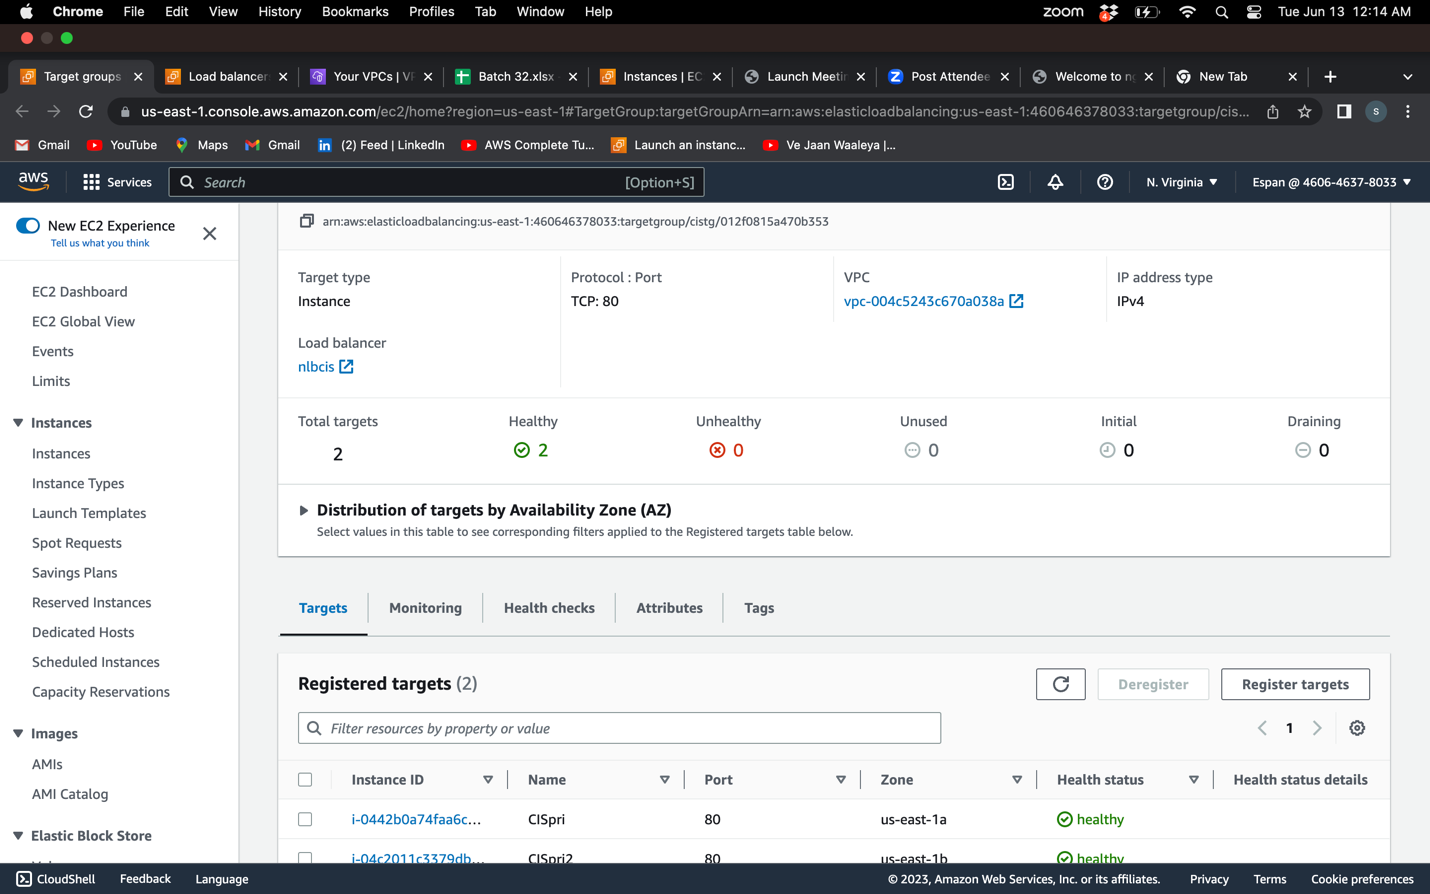 Chrome File Edit View History Bookmarks Profiles Tab Window Help zoom 4 Tue Jun 13 12:14 AM
Target groups Load balancer Your VPCs | VP Batch 32.xlsx Instances | EC Launch Meetin Post Attendee Welcome to ng New Tab
us-east-1.console.aws.amazon.com/ec2/home?region=us-east-1#TargetGroup:targetGroupArn=arn:aws:elasticloadbalancing:us-east-1:460646378033:targetgroup/cis... S
Gmail YouTube Maps Gmail (2) Feed | LinkedIn AWS Complete Tu... Launch an instanc... Ve Jaan Waaleya |...
aws Services Search [Option+S] N. Virginia Espan @ 4606-4637-8033
New EC2 Experience
Tell us what you think
EC2 Dashboard
EC2 Global View
Events
Limits
Instances
Instances
Instance Types
Launch Templates
Spot Requests
Savings Plans
Reserved Instances
Dedicated Hosts
Scheduled Instances
Capacity Reservations
Images
AMIs
AMI Catalog
Elastic Block Store
arn:aws:elasticloadbalancing:us-east-1:460646378033:targetgroup/cistg/012f0815a470b353
Target type
Instance
Protocol : Port
TCP: 80
VPC
vpc-004c5243c670a038a
IP address type
IPv4
Load balancer
nlbcis
Total targets Healthy Unhealthy Unused Initial Draining
2 2 0 0 0 0
Distribution of targets by Availability Zone (AZ)
Select values in this table to see corresponding filters applied to the Registered targets table below.
Targets Monitoring Health checks Attributes Tags
Registered targets (2) Deregister Register targets
Filter resources by property or value 1
Instance ID Name Port Zone Health status Health status details
i-0442b0a74faa6c... CISpri 80 us-east-1a healthy
i-04c2011c3379db... CISpri2 80 us-east-1b healthy
CloudShell Feedback Language © 2023, Amazon Web Services, Inc. or its affiliates. Privacy Terms Cookie preferences